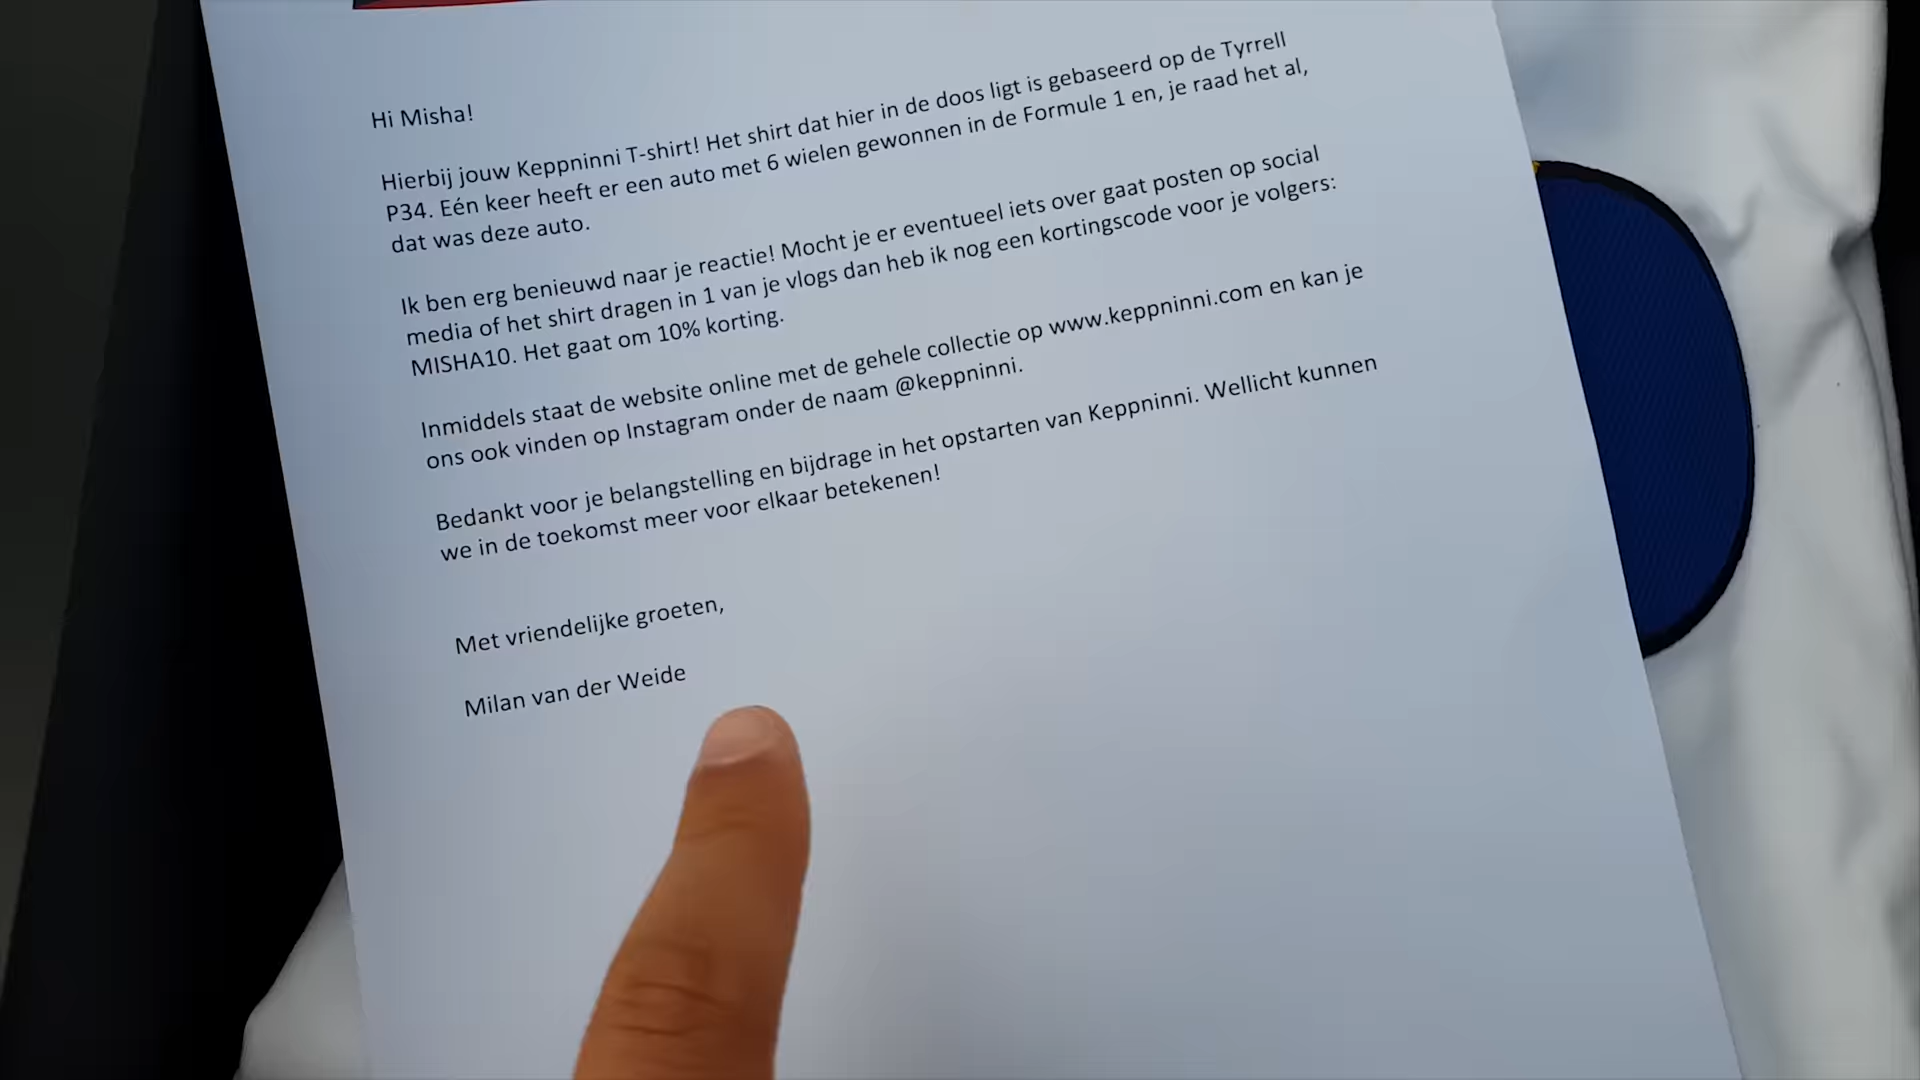 Hi Misha!
Hierbij jouw Keppninni T-shirt! Het shirt dat hier in de doos ligt is gebaseerd op de Tyrrell
P34. Eén keer heeft er een auto met 6 wielen gewonnen in de Formule 1 en, je raad het al,
dat was deze auto.
Ik ben erg benieuwd naar je reactie! Mocht je er eventueel iets over gaat posten op social
media of het shirt dragen in 1 van je vlogs dan heb ik nog een kortingscode voor je volgers:
MISHA10. Het gaat om 10% korting.
Inmiddels staat de website online met de gehele collectie op www.keppninni.com en kan je
ons ook vinden op Instagram onder de naam @keppninni.
Bedankt voor je belangstelling en bijdrage in het opstarten van Keppninni. Wellicht kunnen
we in de toekomst meer voor elkaar betekenen!
Met vriendelijke groeten,
Milan van der Weide